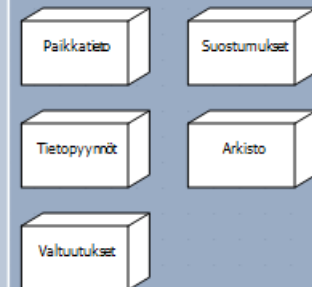 Paikkatieto
Suostumukset
Tietopyynnöt
Arkisto
Valtuutukset